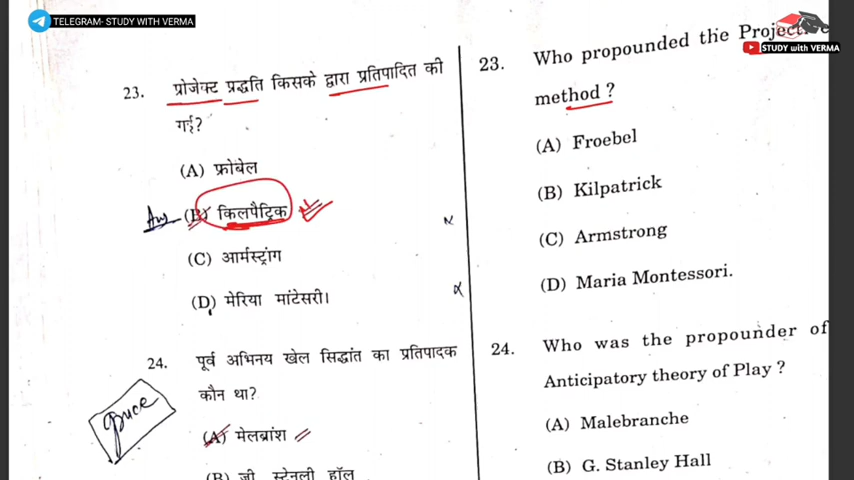 TELEGRAM- STUDY WITH VERMA
STUDY with VERMA
23. प्रोजेक्ट प्रद्धति किसके द्वारा प्रतिपादित की
गई?
(A) फ्रोबेल
Ans (B) किलपैट्रिक
(C) आर्मस्ट्रांग
(D) मेरिया मांटेसरी।
24. पूर्व अभिनय खेल सिद्धांत का प्रतिपादक
कौन था?
(A) मेलब्रांश
(B) जी. स्टेनली हॉल
23. Who propounded the Project
method ?
(A) Froebel
(B) Kilpatrick
(C) Armstrong
(D) Maria Montessori.
24. Who was the propounder of
Anticipatory theory of Play ?
(A) Malebranche
(B) G. Stanley Hall